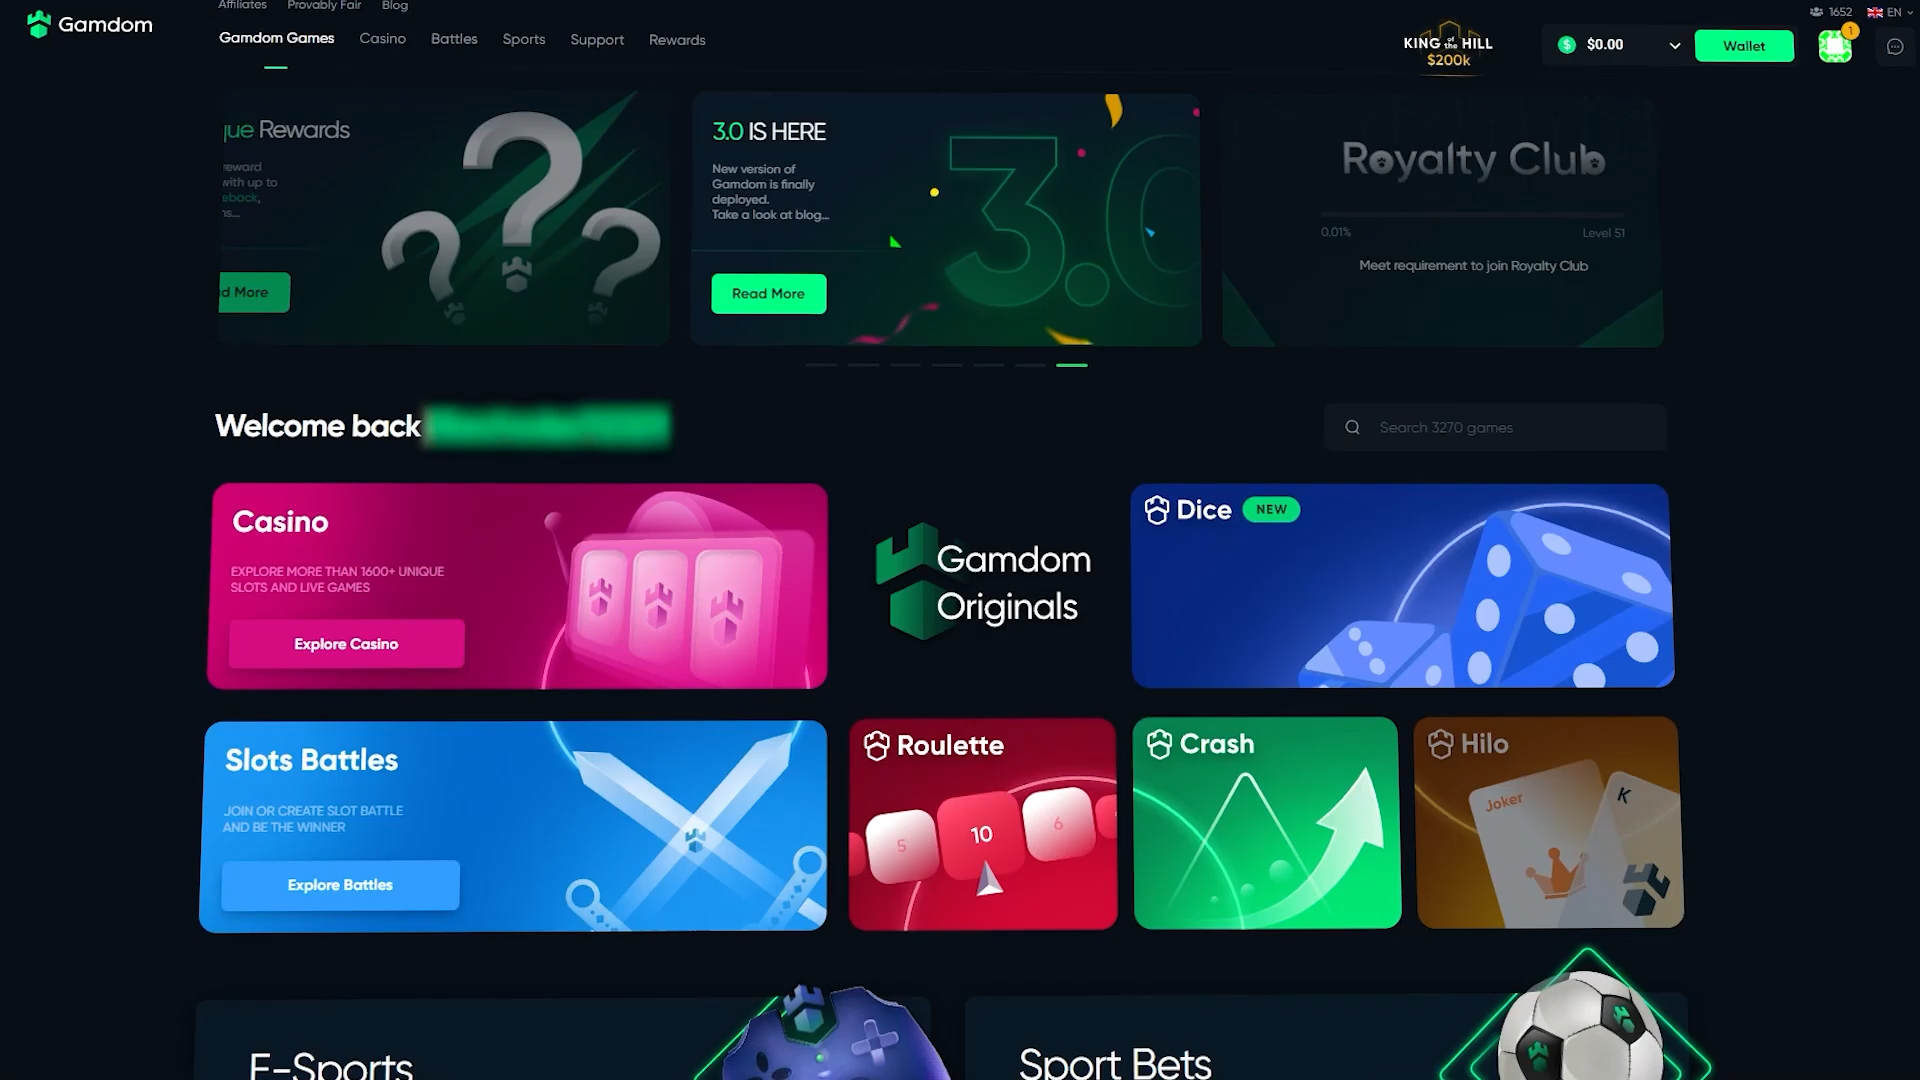 Affiliates Provably Fair Blog
1652 EN
Gamdom
Gamdom Games Casino Battles Sports Support Rewards
KING of the HILL
$200k
$ $0.00
Wallet
1
Rewards
reward
with up to
3.0 IS HERE
New version of
Gamdom is finally
deployed.
Take a look at blog...
Read More
3.0
Royalty Club
0.01% Level 51
Meet requirement to join Royalty Club
More
Welcome back
Search 3270 games
Casino
EXPLORE MORE THAN 1600+ UNIQUE
SLOTS AND LIVE GAMES
Explore Casino
Gamdom
Originals
Dice NEW
Slots Battles
JOIN OR CREATE SLOT BATTLE
AND BE THE WINNER
Explore Battles
Roulette
5 10 6
Crash
Hilo
Joker K
E-Sports
Sport Bets